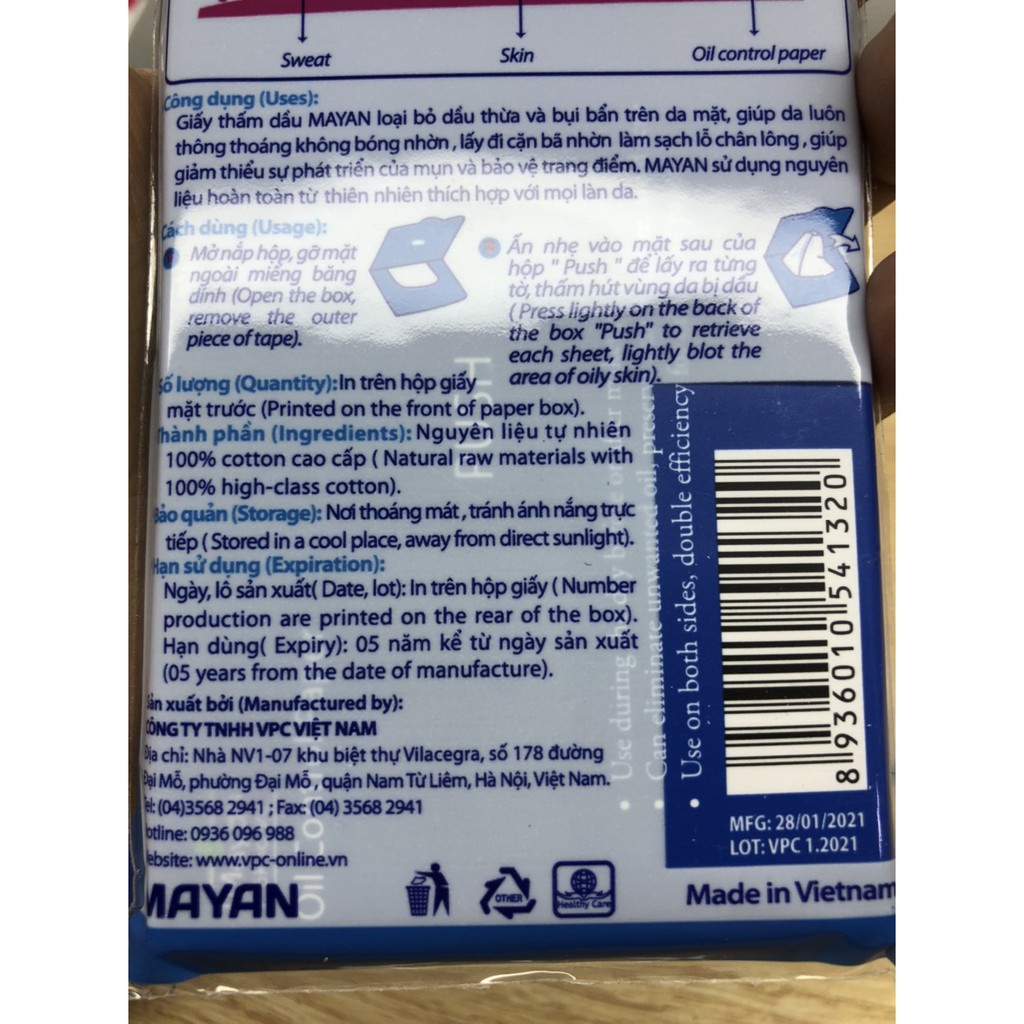 Sweat
Skin
Oil control paper
Công dụng (Uses):
Giấy thấm dầu MAYAN loại bỏ dầu thừa và bụi bẩn trên da mặt, giúp da luôn
thông thoáng không bóng nhờn, lấy đi cặn bã nhờn làm sạch lỗ chân lông, giúp
giảm thiểu sự phát triển của mụn và bảo vệ trang điểm. MAYAN sử dụng nguyên
liệu hoàn toàn từ thiên nhiên thích hợp với mọi làn da.
Cách dùng (Usage):
1 Mở nắp hộp, gỡ mặt
ngoài miếng băng
dính (Open the box,
remove the outer
piece of tape).
2 Ấn nhẹ vào mặt sau của
hộp " Push " để lấy ra từng
tờ, thấm hút vùng da bị dầu
(Press lightly on the back of
the box "Push" to retrieve
each sheet, lightly blot the
area of oily skin).
Số lượng (Quantity): In trên hộp giấy
mặt trước (Printed on the front of paper box).
Thành phần (Ingredients): Nguyên liệu tự nhiên
100% cotton cao cấp ( Natural raw materials with
100% high-class cotton).
Bảo quản (Storage): Nơi thoáng mát, tránh ánh nắng trực
tiếp ( Stored in a cool place, away from direct sunlight).
Hạn sử dụng (Expiration):
Ngày, lô sản xuất( Date, lot): In trên hộp giấy ( Number
production are printed on the rear of the box).
Hạn dùng( Expiry): 05 năm kể từ ngày sản xuất
(05 years from the date of manufacture).
Sản xuất bởi (Manufactured by):
CÔNG TY TNHH VPC VIỆT NAM
Địa chỉ: Nhà NV1-07 khu biệt thự Vilacegra, số 178 đường
Đại Mỗ, phường Đại Mỗ, quận Nam Từ Liêm, Hà Nội, Việt Nam.
Tel: (04)3568 2941 ; Fax: (04) 3568 2941
Hotline: 0936 096 988
Website: www.vpc-online.vn
MAYAN
OTHER
Healthy Care
Made in Vietnam
PUSH
• Use during
• Can eliminate unwanted oil,
• Use on both sides, double efficiency
8936010541320
MFG: 28/01/2021
LOT: VPC 1.2021